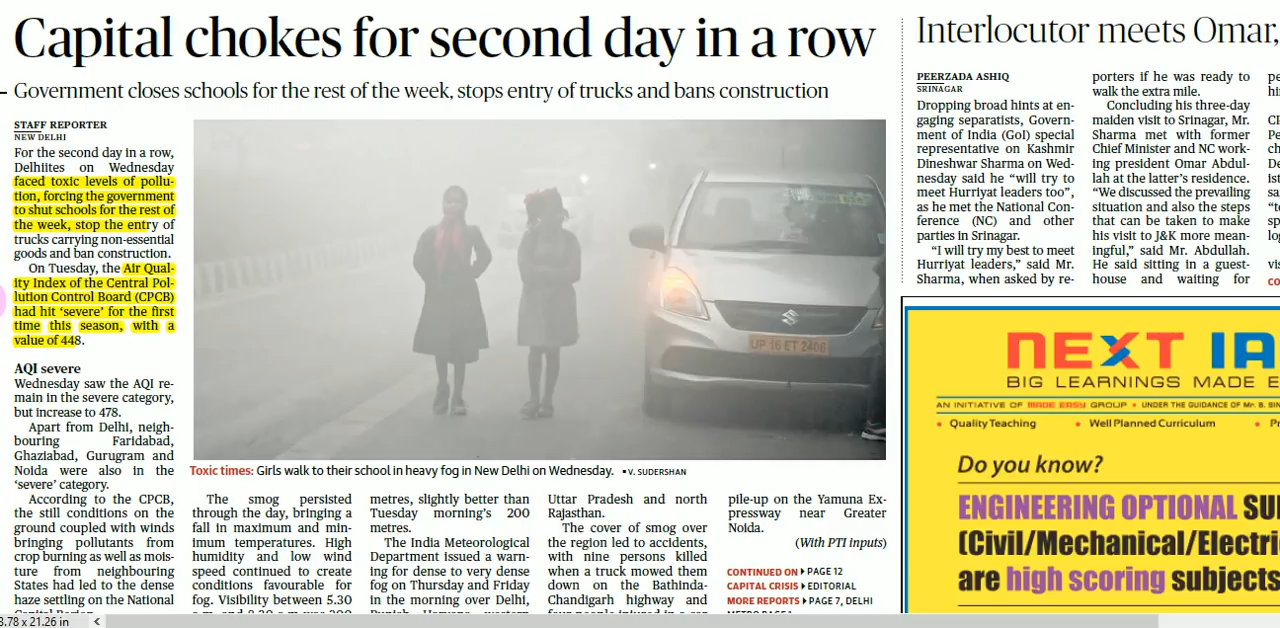 Capital chokes for second day in a row
Government closes schools for the rest of the week, stops entry of trucks and bans construction
STAFF REPORTER
NEW DELHI
For the second day in a row,
Delhiites on Wednesday
faced toxic levels of pollu-
tion, forcing the government
to shut schools for the rest of
the week, stop the entry of
trucks carrying non-essential
goods and ban construction.
On Tuesday, the Air Qual-
ity Index of the Central Pol-
lution Control Board (CPCB)
had hit ‘severe’ for the first
time this season, with a
value of 448.
AQI severe
Wednesday saw the AQI re-
main in the severe category,
but increase to 478.
Apart from Delhi, neigh-
bouring Faridabad,
Ghaziabad, Gurugram and
Noida were also in the
‘severe’ category.
According to the CPCB,
the still conditions on the
ground coupled with winds
bringing pollutants from
crop burning as well as mois-
ture from neighbouring
States had led to the dense
haze settling on the National
Capital Region.
UP 16 ET 2406
Toxic times: Girls walk to their school in heavy fog in New Delhi on Wednesday. ▪ V. SUDERSHAN
The smog persisted
through the day, bringing a
fall in maximum and min-
imum temperatures. High
humidity and low wind
speed continued to create
conditions favourable for
fog. Visibility between 5.30
metres, slightly better than
Tuesday morning’s 200
metres.
The India Meteorological
Department issued a warn-
ing for dense to very dense
fog on Thursday and Friday
in the morning over Delhi,
Uttar Pradesh and north
Rajasthan.
The cover of smog over
the region led to accidents,
with nine persons killed
when a truck mowed them
down on the Bathinda-
Chandigarh highway and
pile-up on the Yamuna Ex-
pressway near Greater
Noida.
(With PTI inputs)
CONTINUED ON PAGE 12
CAPITAL CRISIS EDITORIAL
MORE REPORTS PAGE 7, DELHI
Interlocutor meets Omar,
PEERZADA ASHIQ
SRINAGAR
Dropping broad hints at en-
gaging separatists, Govern-
ment of India (GoI) special
representative on Kashmir
Dineshwar Sharma on Wed-
nesday said he “will try to
meet Hurriyat leaders too”,
as he met the National Con-
ference (NC) and other
parties in Srinagar.
“I will try my best to meet
Hurriyat leaders,” said Mr.
Sharma, when asked by re-
porters if he was ready to
walk the extra mile.
Concluding his three-day
maiden visit to Srinagar, Mr.
Sharma met with former
Chief Minister and NC work-
ing president Omar Abdul-
lah at the latter’s residence.
“We discussed the prevailing
situation and also the steps
that can be taken to make
his visit to J&K more mean-
ingful,” said Mr. Abdullah.
He said sitting in a guest-
house and waiting for
NEXT IA
BIG LEARNINGS MADE E
AN INITIATIVE OF MADE EASY GROUP • UNDER THE GUIDANCE OF Mr. B. SIN
• Quality Teaching • Well Planned Curriculum •
Do you know?
ENGINEERING OPTIONAL SU
(Civil/Mechanical/Electri
are high scoring subjects
8.78 x 21.26 in